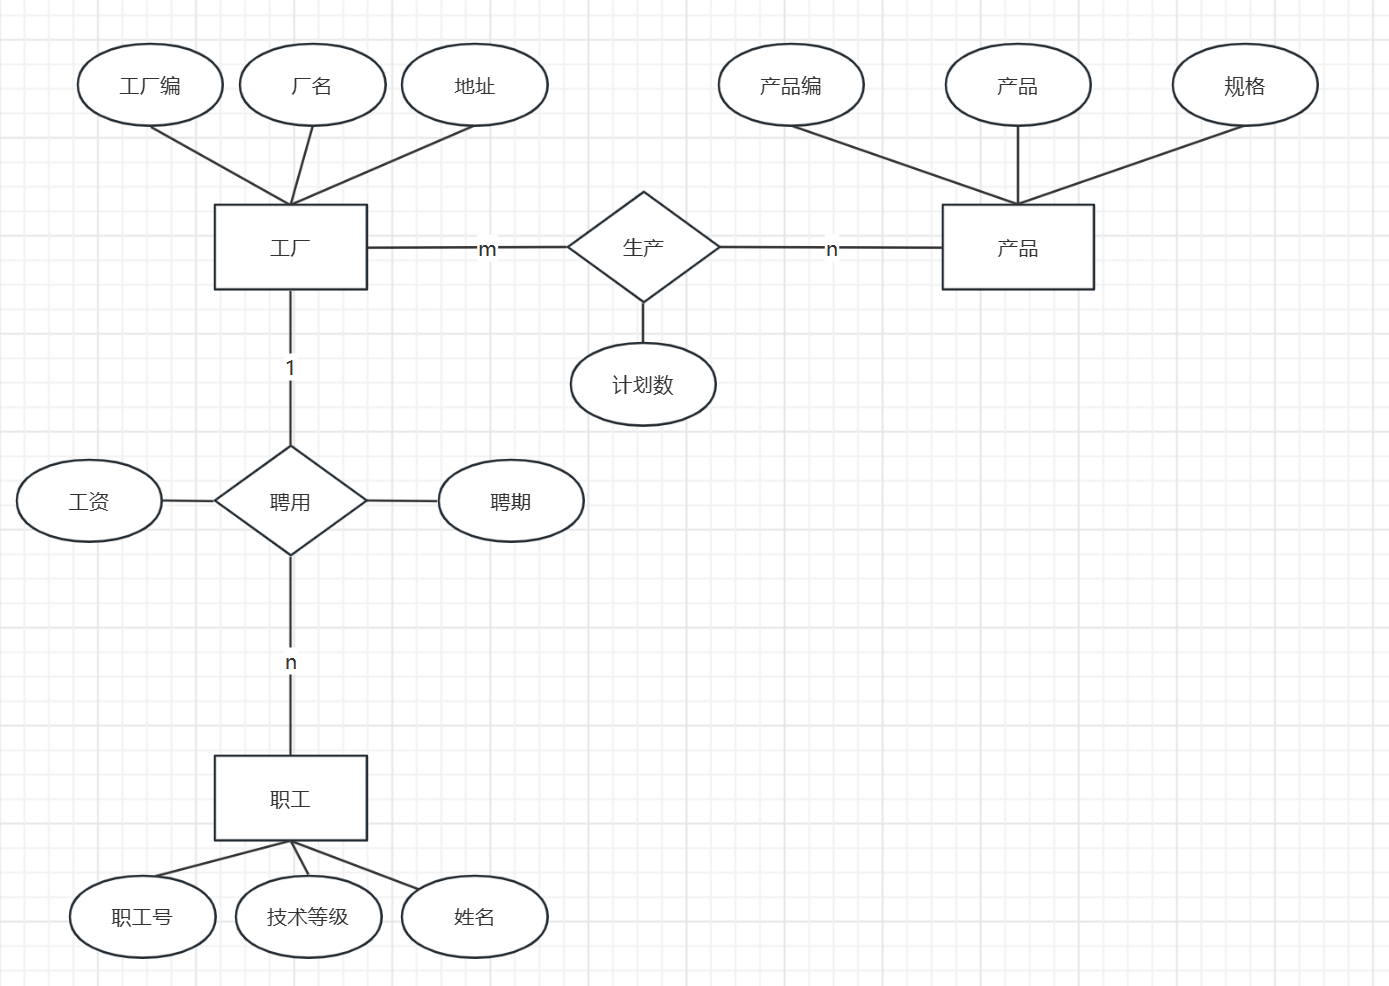 工厂编
厂名
地址
产品编
产品
规格
工厂
m
生产
n
产品
1
计划数
工资
聘用
聘期
n
职工
职工号
技术等级
姓名